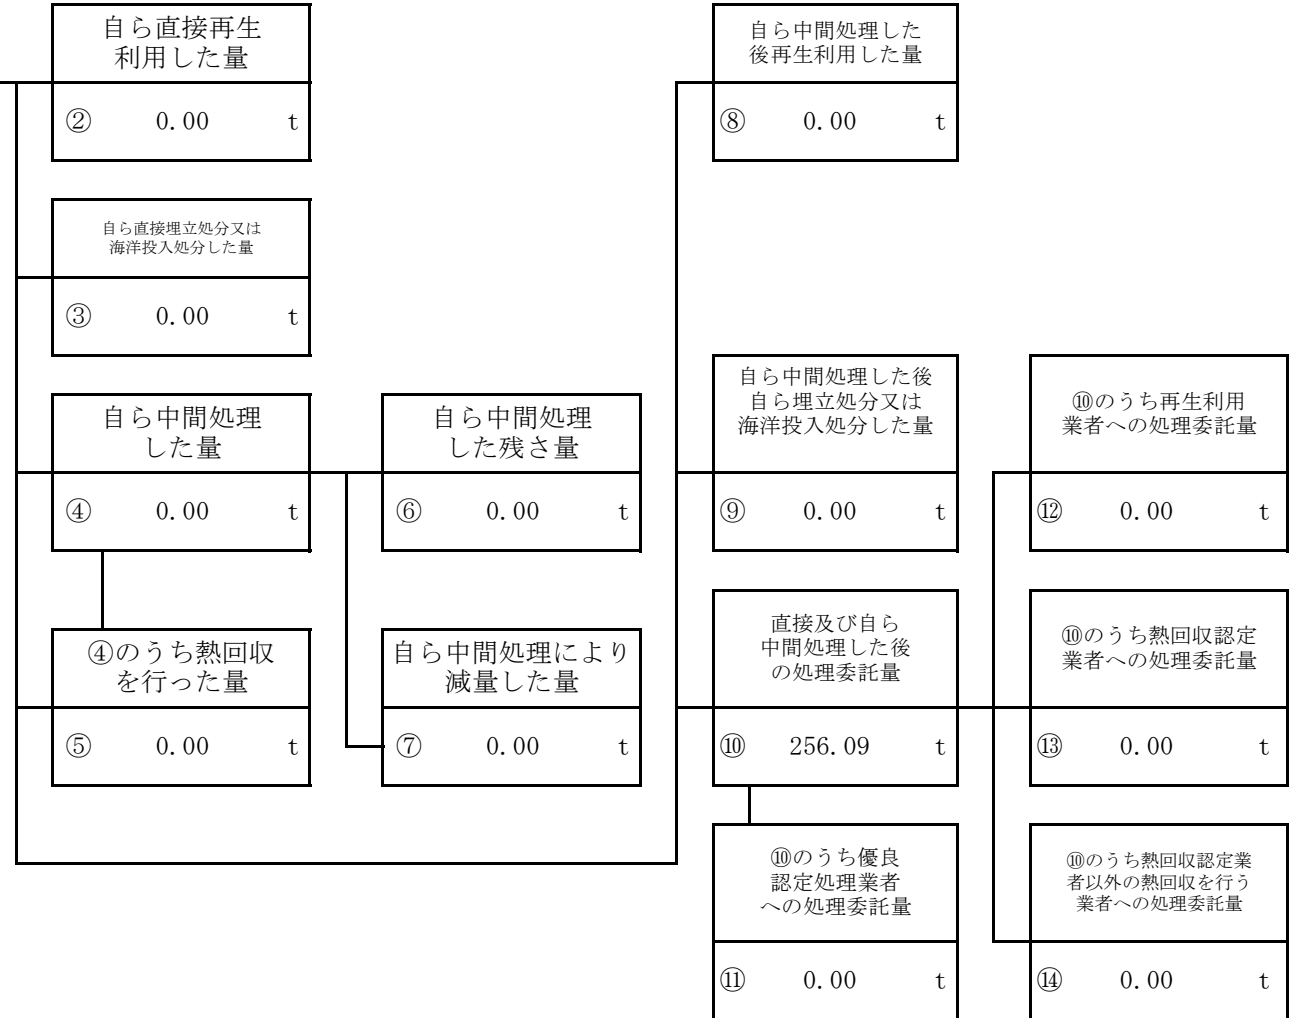 自ら直接再生
利用した量
② 0.00 t
自ら直接埋立処分又は
海洋投入処分した量
③ 0.00 t
自ら中間処理
した量
④ 0.00 t
④のうち熱回収
を行った量
⑤ 0.00 t
自ら中間処理
した残さ量
⑥ 0.00 t
自ら中間処理により
減量した量
⑦ 0.00 t
自ら中間処理した
後再生利用した量
⑧ 0.00 t
自ら中間処理した後
自ら埋立処分又は
海洋投入処分した量
⑨ 0.00 t
直接及び自ら
中間処理した後
の処理委託量
⑩ 256.09 t
⑩のうち優良
認定処理業者
への処理委託量
⑪ 0.00 t
⑩のうち再生利用
業者への処理委託量
⑫ 0.00 t
⑩のうち熱回収認定
業者への処理委託量
⑬ 0.00 t
⑩のうち熱回収認定業
者以外の熱回収を行う
業者への処理委託量
⑭ 0.00 t